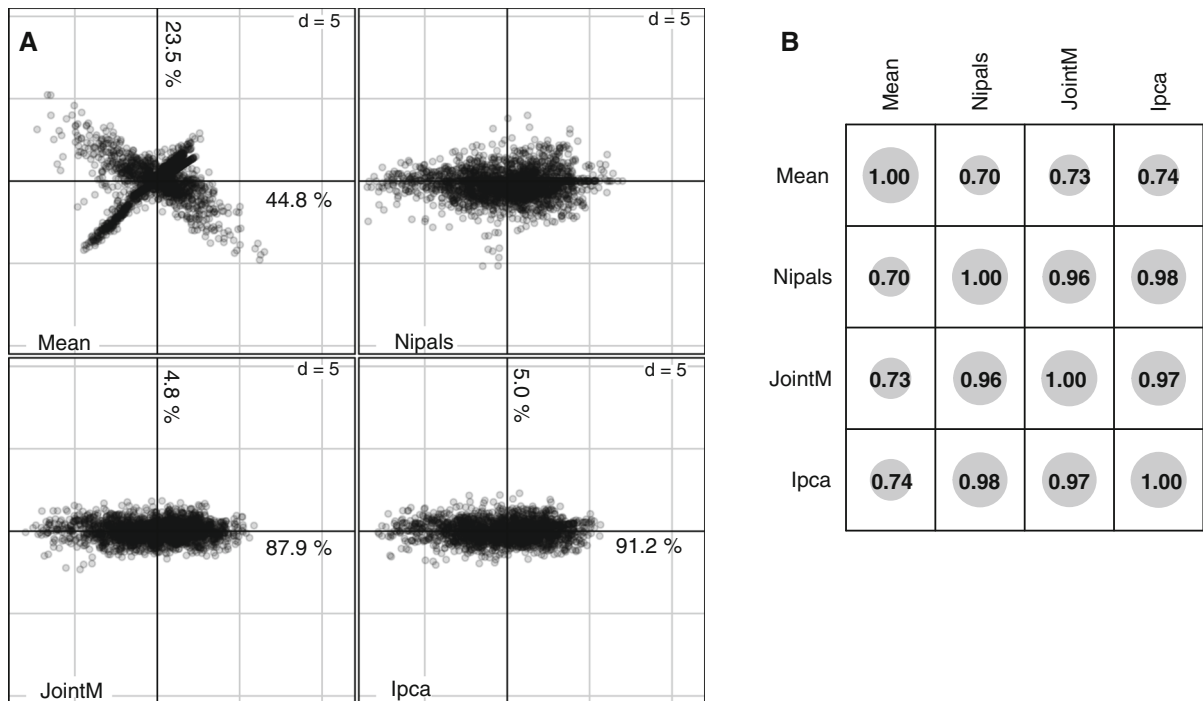 A
d = 5
23.5 %
44.8 %
Mean
d = 5
Nipals
d = 5
4.8 %
87.9 %
JointM
d = 5
5.0 %
91.2 %
Ipca
B
Mean
Nipals
JointM
Ipca
Mean 1.00 0.70 0.73 0.74
Nipals 0.70 1.00 0.96 0.98
JointM 0.73 0.96 1.00 0.97
Ipca 0.74 0.98 0.97 1.00